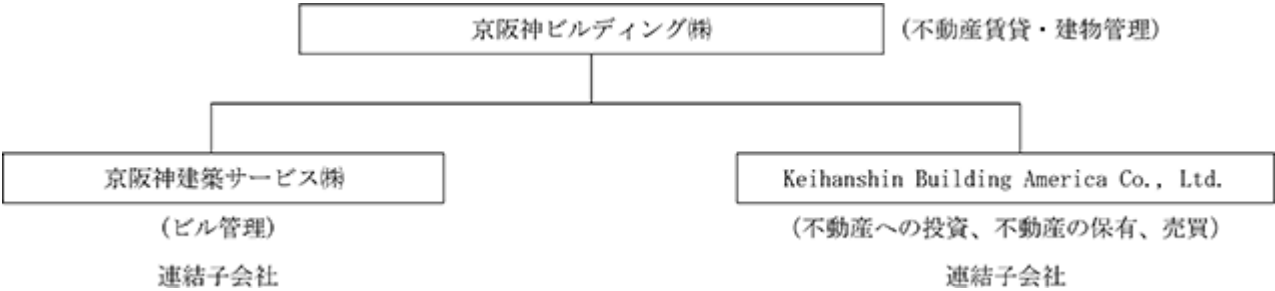 京阪神ビルディング㈱ (不動産賃貸・建物管理)
京阪神建築サービス㈱ Keihanshin Building America Co., Ltd.
(ビル管理) (不動産への投資、不動産の保有、売買)
連結子会社 連結子会社